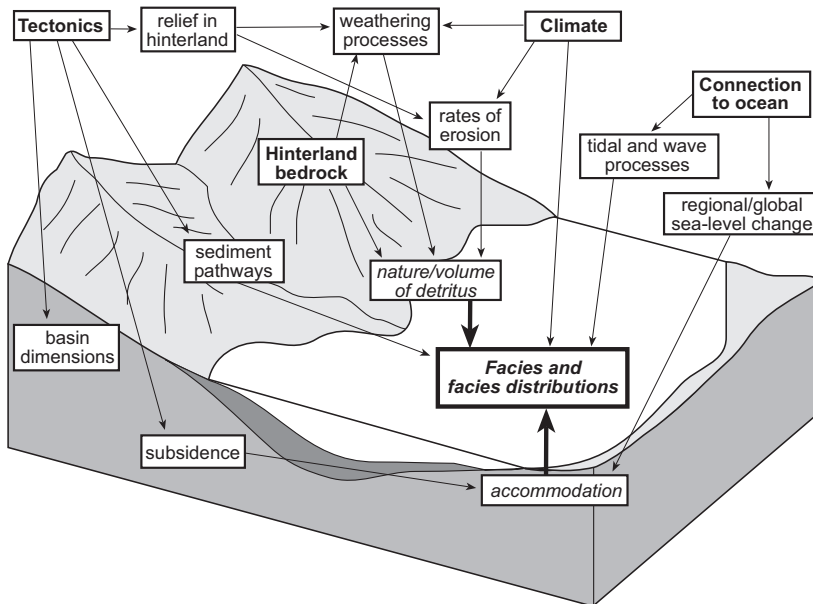 Tectonics
relief in
hinterland
weathering
processes
Climate
Connection
to ocean
rates of
erosion
tidal and wave
processes
Hinterland
bedrock
regional/global
sea-level change
sediment
pathways
nature/volume
of detritus
basin
dimensions
Facies and
facies distributions
subsidence
accommodation